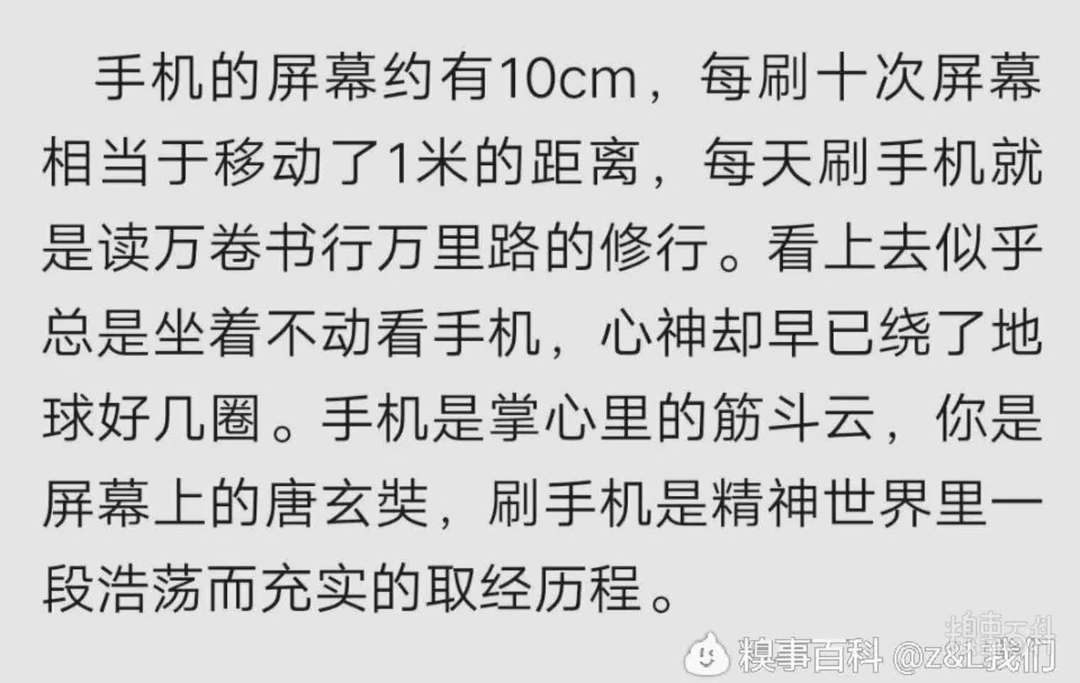 手机的屏幕约有10cm，每刷十次屏幕
相当于移动了1米的距离，每天刷手机就
是读万卷书行万里路的修行。看上去似乎
总是坐着不动看手机，心神却早已绕了地
球好几圈。手机是掌心里的筋斗云，你是
屏幕上的唐玄奘，刷手机是精神世界里一
段浩荡而充实的取经历程。
糗事百科
糗事百科 @z&L我们